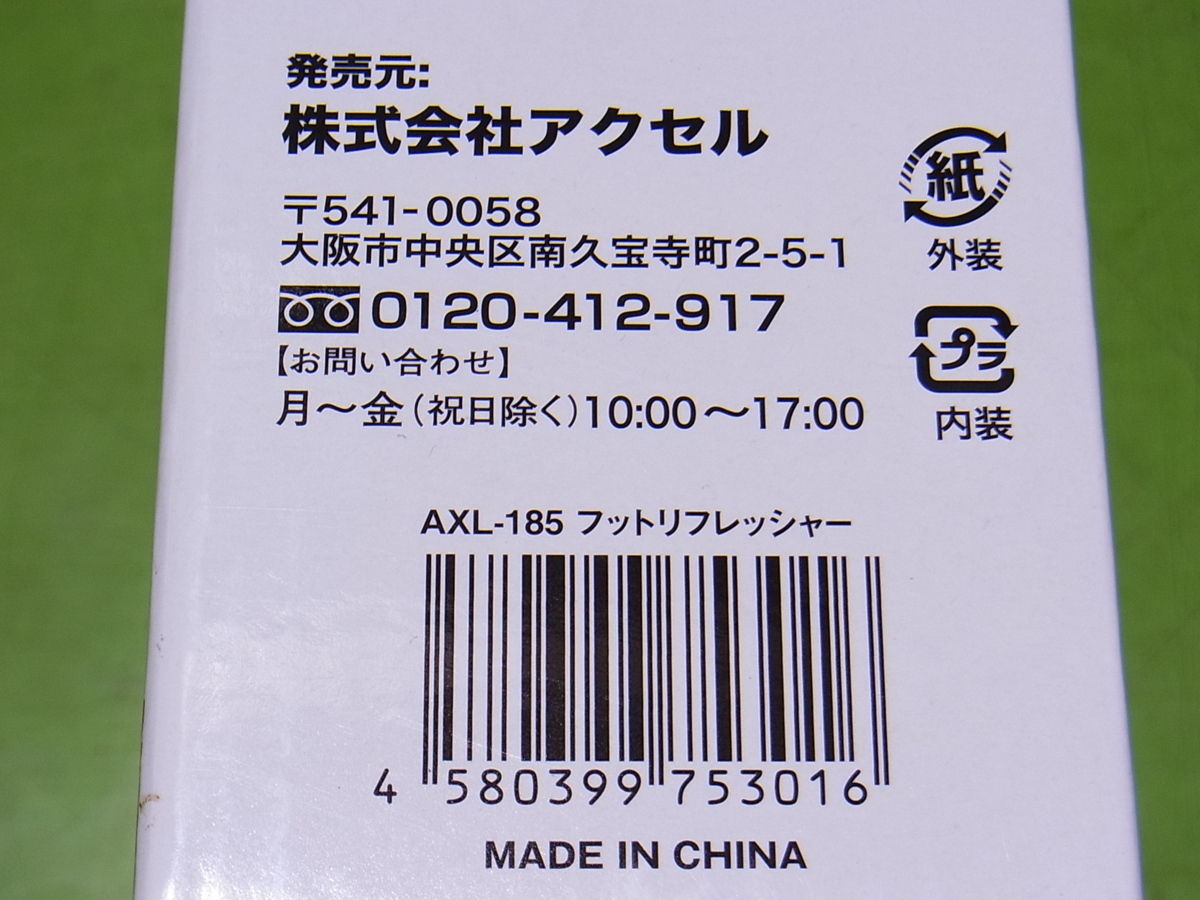 発売元:
株式会社アクセル
〒541-0058
大阪市中央区南久宝寺町2-5-1
0120-412-917
【お問い合わせ】
月〜金(祝日除く)10:00〜17:00
紙
外装
プラ
内装
AXL-185 フットリフレッシャー
4 580399 753016
MADE IN CHINA